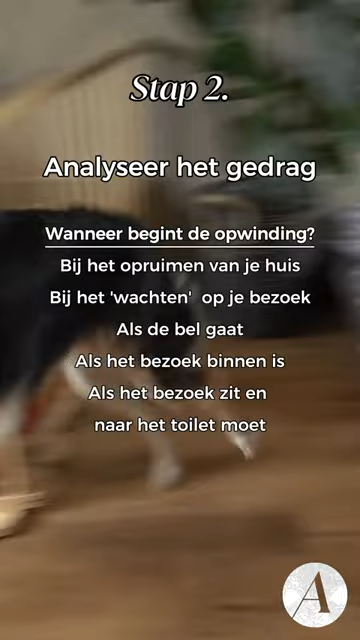 Stap 2.
Analyseer het gedrag
Wanneer begint de opwinding?
Bij het opruimen van je huis
Bij het 'wachten' op je bezoek
Als de bel gaat
Als het bezoek binnen is
Als het bezoek zit en
naar het toilet moet
A